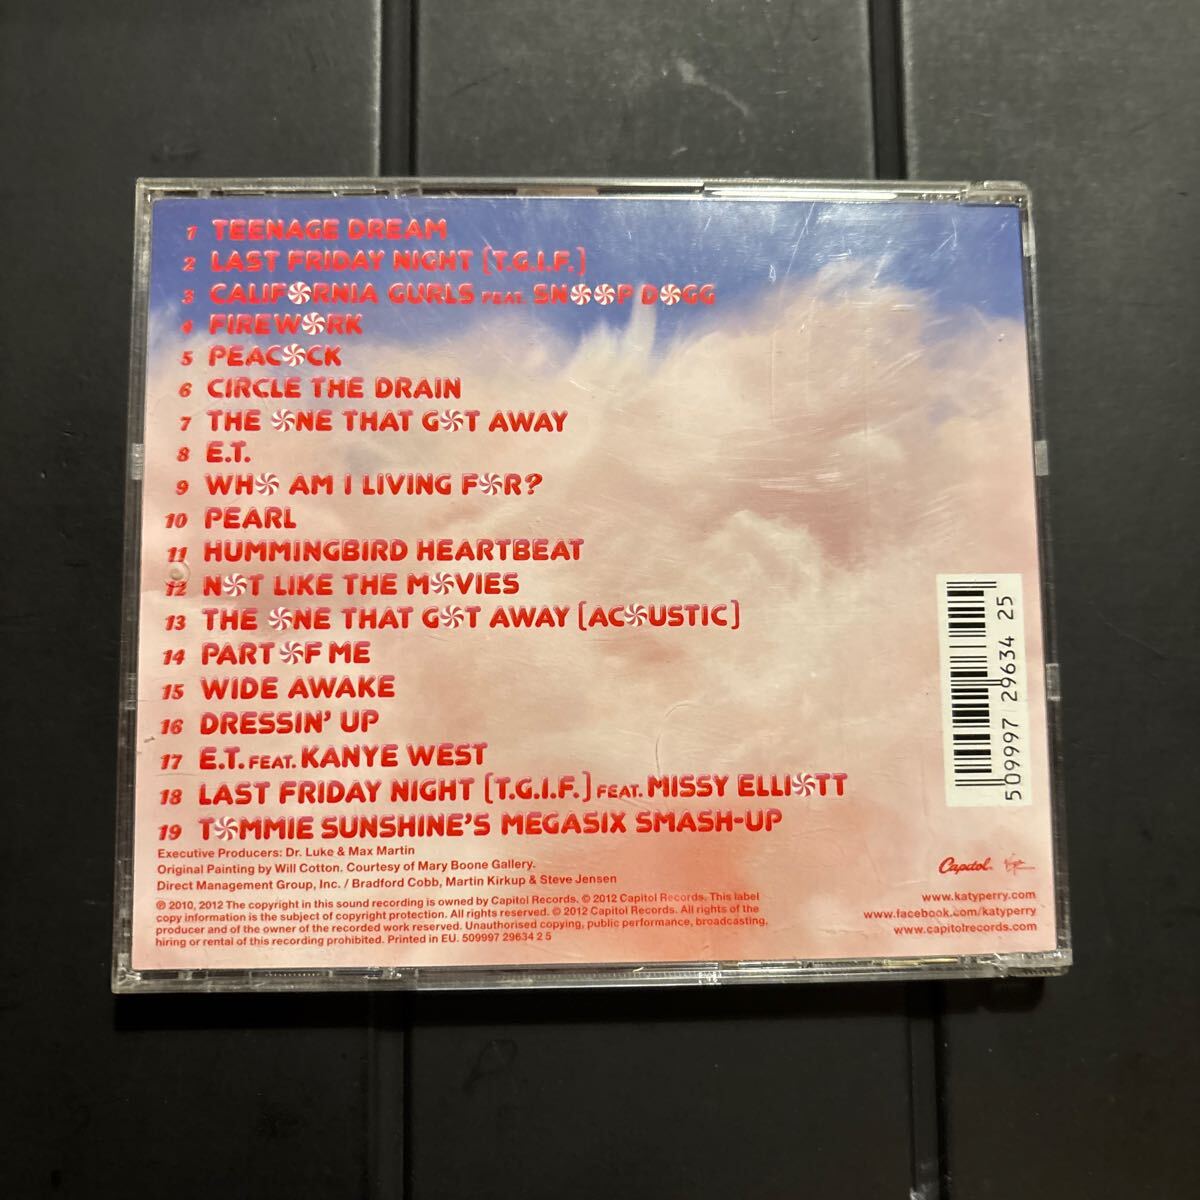 1 TEENAGE DREAM
2 LAST FRIDAY NIGHT (T.G.I.F.)
3 CALIFORNIA GURLS FEAT. SNOOP DOGG
4 FIREWORK
5 PEACOCK
6 CIRCLE THE DRAIN
7 THE ONE THAT GOT AWAY
8 E.T.
9 WHO AM I LIVING FOR?
10 PEARL
11 HUMMINGBIRD HEARTBEAT
12 NOT LIKE THE MOVIES
13 THE ONE THAT GOT AWAY (ACOUSTIC)
14 PART OF ME
15 WIDE AWAKE
16 DRESSIN' UP
17 E.T. FEAT. KANYE WEST
18 LAST FRIDAY NIGHT (T.G.I.F.) FEAT. MISSY ELLIOTT
19 TOMMIE SUNSHINE'S MEGASIX SMASH-UP
Executive Producers: Dr. Luke & Max Martin
Original Painting by Will Cotton. Courtesy of Mary Boone Gallery.
Direct Management Group, Inc. / Bradford Cobb, Martin Kirkup & Steve Jensen
℗ 2010, 2012 The copyright in this sound recording is owned by Capitol Records. © 2012 Capitol Records. This label
copy information is the subject of copyright protection. All rights reserved. © 2012 Capitol Records. All rights of the
producer and of the owner of the recorded work reserved. Unauthorised copying, public performance, broadcasting,
hiring or rental of this recording prohibited. Printed in EU. 509997 29634 2 5
5 099997 29634 25
Capitol. Virgin
www.katyperry.com
www.facebook.com/katyperry
www.capitolrecords.com